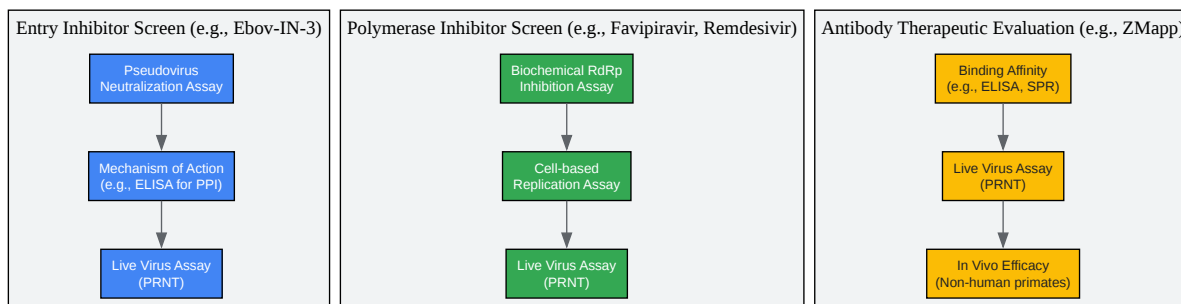 Entry Inhibitor Screen (e.g., Ebov-IN-3)
Pseudovirus
Neutralization Assay
Mechanism of Action
(e.g., ELISA for PPI)
Live Virus Assay
(PRNT)
Polymerase Inhibitor Screen (e.g., Favipiravir, Remdesivir)
Biochemical RdRp
Inhibition Assay
Cell-based
Replication Assay
Live Virus Assay
(PRNT)
Antibody Therapeutic Evaluation (e.g., ZMapp)
Binding Affinity
(e.g., ELISA, SPR)
Live Virus Assay
(PRNT)
In Vivo Efficacy
(Non-human primates)